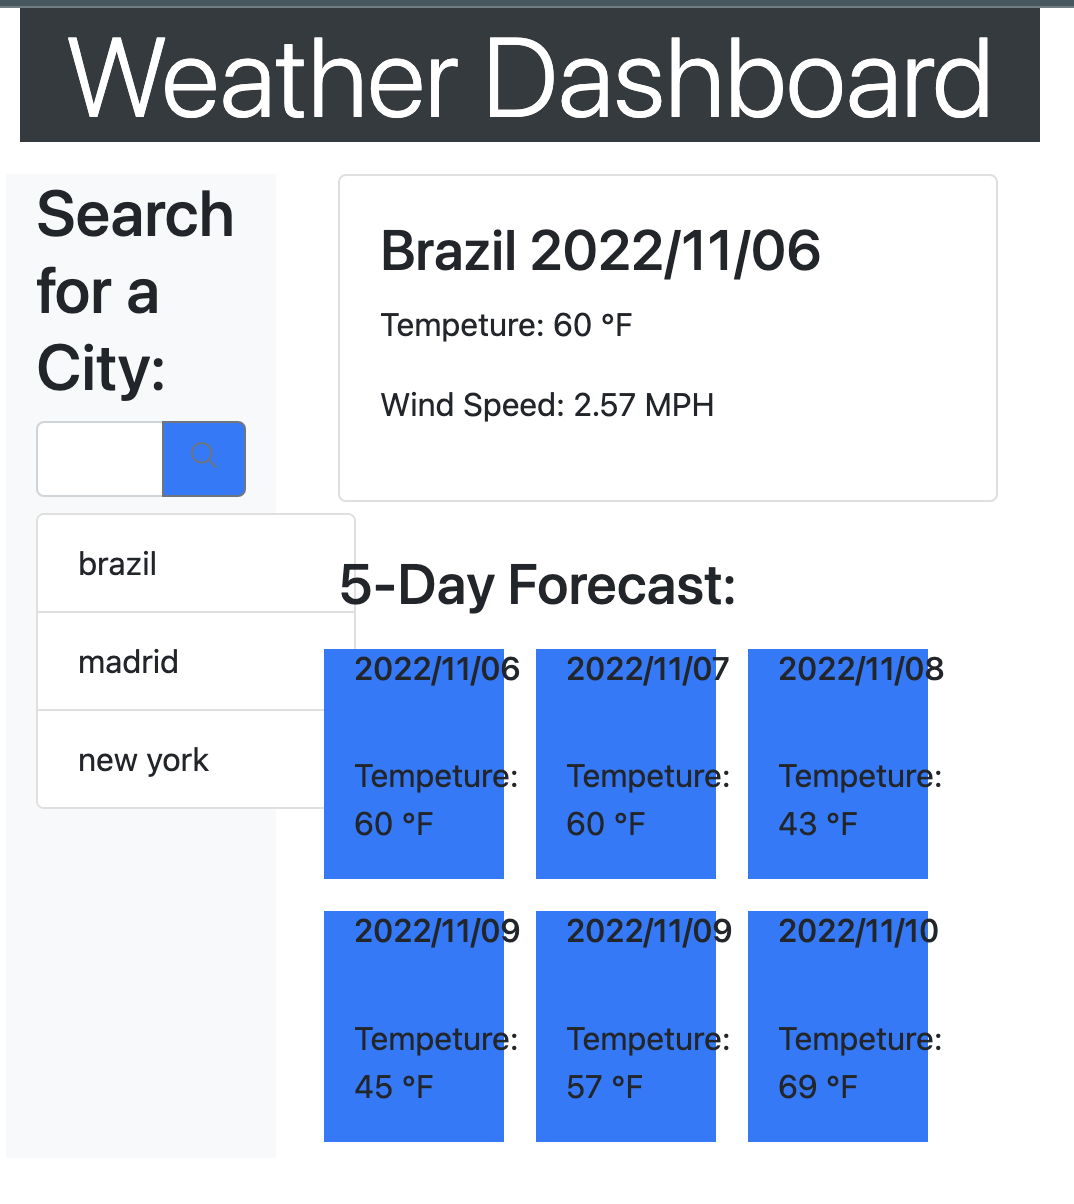 Weather Dashboard
Search
for a
City:
brazil
madrid
new york
Brazil 2022/11/06
Tempeture: 60 °F
Wind Speed: 2.57 MPH
5-Day Forecast:
2022/11/06
Tempeture:
60 °F
2022/11/07
Tempeture:
60 °F
2022/11/08
Tempeture:
43 °F
2022/11/09
Tempeture:
45 °F
2022/11/09
Tempeture:
57 °F
2022/11/10
Tempeture:
69 °F